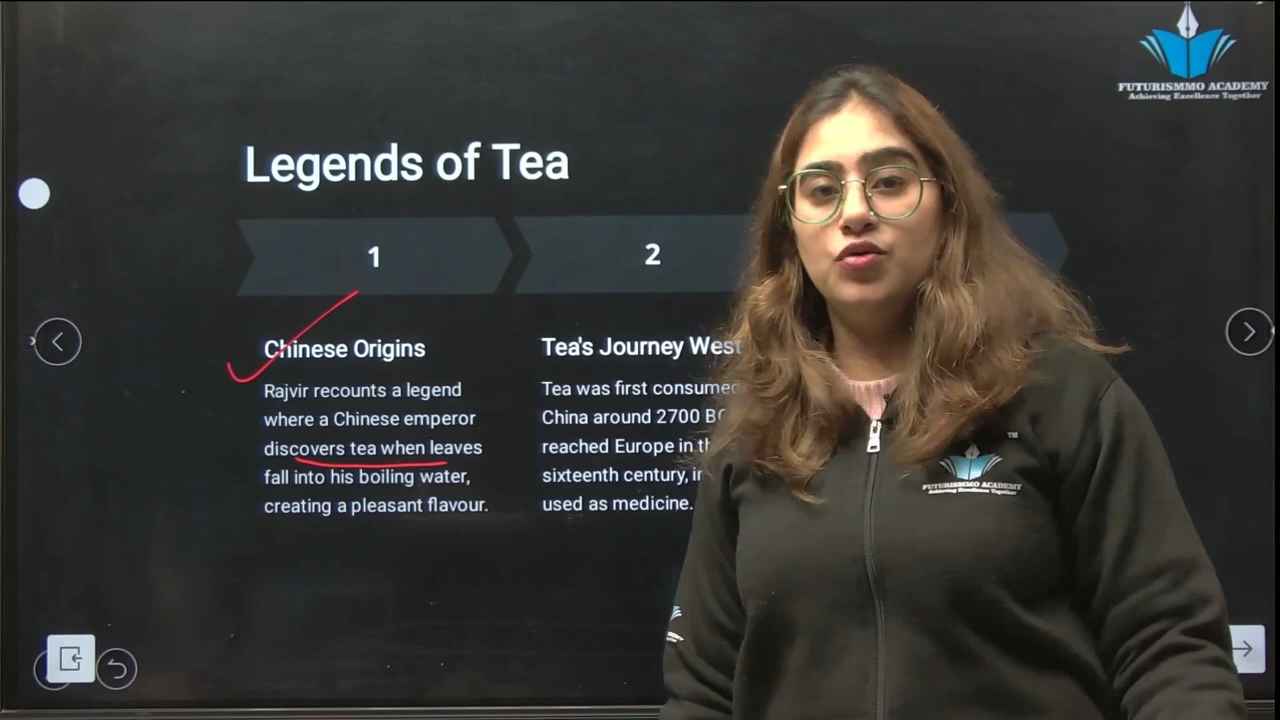 FUTURISMMO ACADEMY
Achieving Excellence Together
Legends of Tea
1
2
Chinese Origins
Rajvir recounts a legend
where a Chinese emperor
discovers tea when leaves
fall into his boiling water,
creating a pleasant flavour.
Tea's Journey West
Tea was first consumed
China around 2700 BC
reached Europe in
sixteenth century,
used as medicine.
TM
FUTURISMMO ACADEMY
Achieving Excellence Together